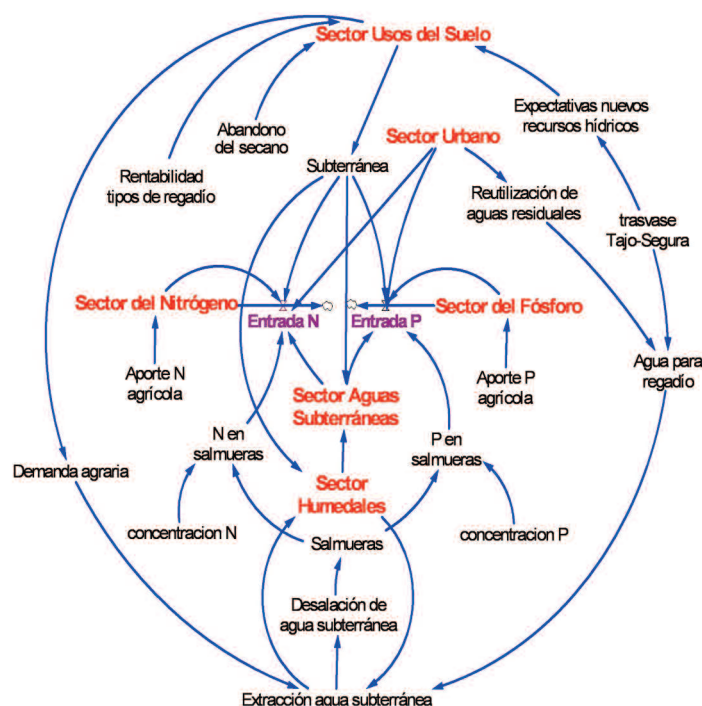 Sector Usos del Suelo
Expectativas nuevos
recursos hídricos
Abandono
del secano
Sector Urbano
Rentabilidad
tipos de regadío
Subterránea
Reutilización de
aguas residuales
trasvase
Tajo-Segura
Sector del Nitrógeno
Sector del Fósforo
Entrada N
Entrada P
Aporte N
agrícola
Aporte P
agrícola
Agua para
regadío
Sector Aguas
Subterráneas
N en
salmueras
P en
salmueras
Demanda agraria
Sector
Humedales
concentracion N
concentracion P
Salmueras
Desalación de
agua subterránea
Extracción agua subterránea